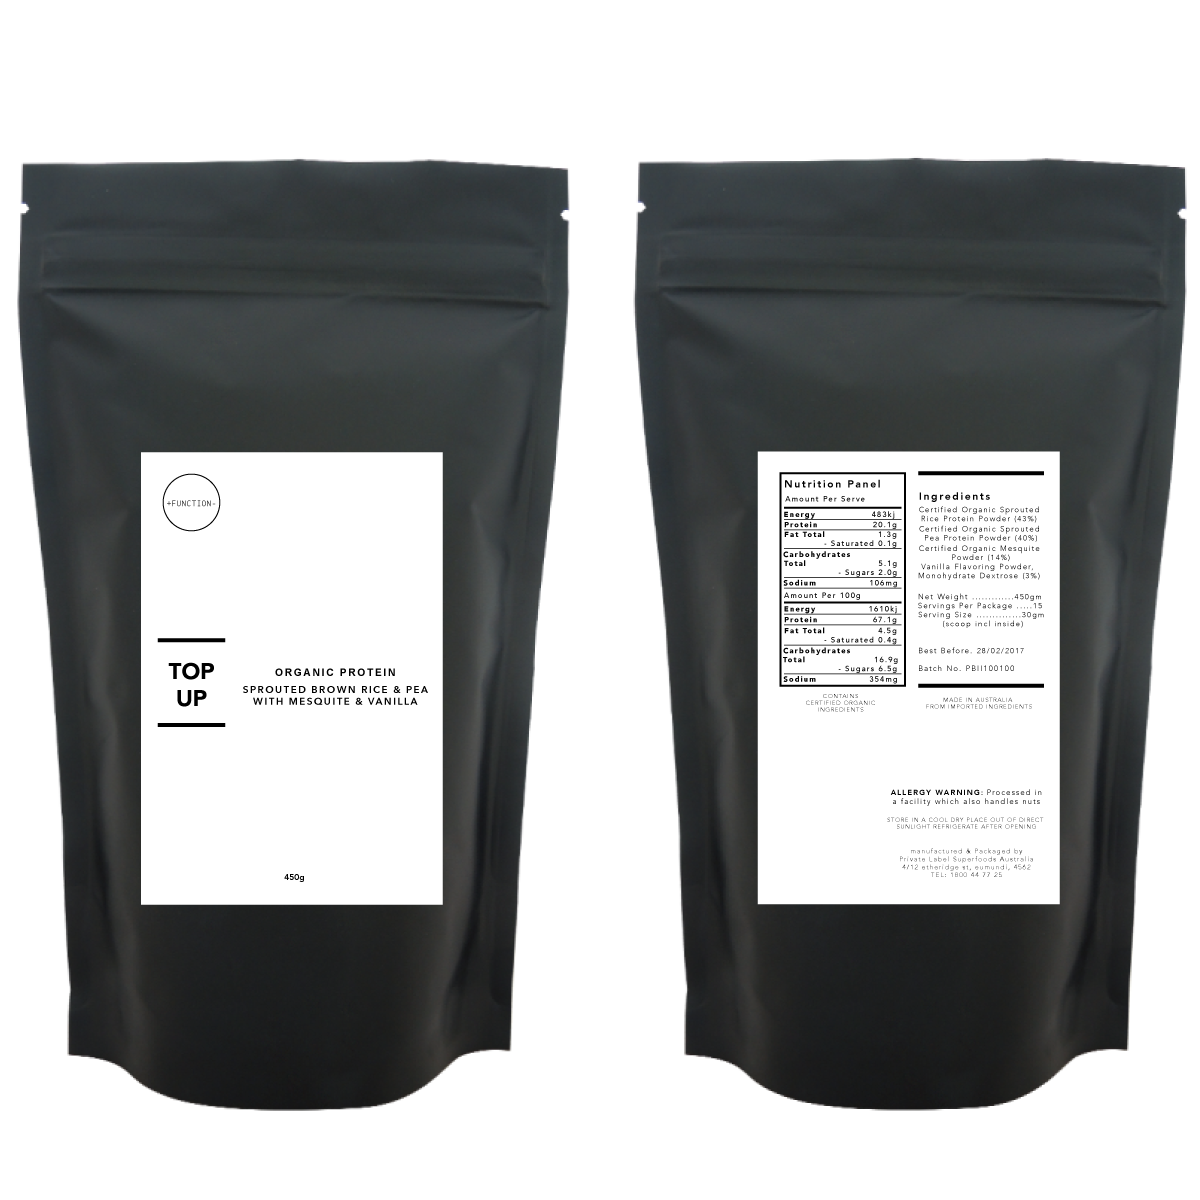 +FUNCTION-
TOP
UP
ORGANIC PROTEIN
SPROUTED BROWN RICE & PEA
WITH MESQUITE & VANILLA
450g
Nutrition Panel
Amount Per Serve
Energy 483kj
Protein 20.1g
Fat Total 1.3g
- Saturated 0.1g
Carbohydrates
Total 5.1g
- Sugars 2.0g
Sodium 106mg
Amount Per 100g
Energy 1610kj
Protein 67.1g
Fat Total 4.5g
- Saturated 0.4g
Carbohydrates
Total 16.9g
- Sugars 6.5g
Sodium 354mg
CONTAINS
CERTIFIED ORGANIC
INGREDIENTS
Ingredients
Certified Organic Sprouted
Rice Protein Powder (43%)
Certified Organic Sprouted
Pea Protein Powder (40%)
Certified Organic Mesquite
Powder (14%)
Vanilla Flavoring Powder,
Monohydrate Dextrose (3%)
Net Weight .............450gm
Servings Per Package .....15
Serving Size ..............30gm
(scoop incl inside)
Best Before. 28/02/2017
Batch No. PBII100100
MADE IN AUSTRALIA
FROM IMPORTED INGREDIENTS
ALLERGY WARNING: Processed in
a facility which also handles nuts
STORE IN A COOL DRY PLACE OUT OF DIRECT
SUNLIGHT REFRIGERATE AFTER OPENING
manufactured & Packaged by
Private Label Superfoods Australia
4/12 etheridge st, eumundi, 4562
TEL: 1800 44 77 25